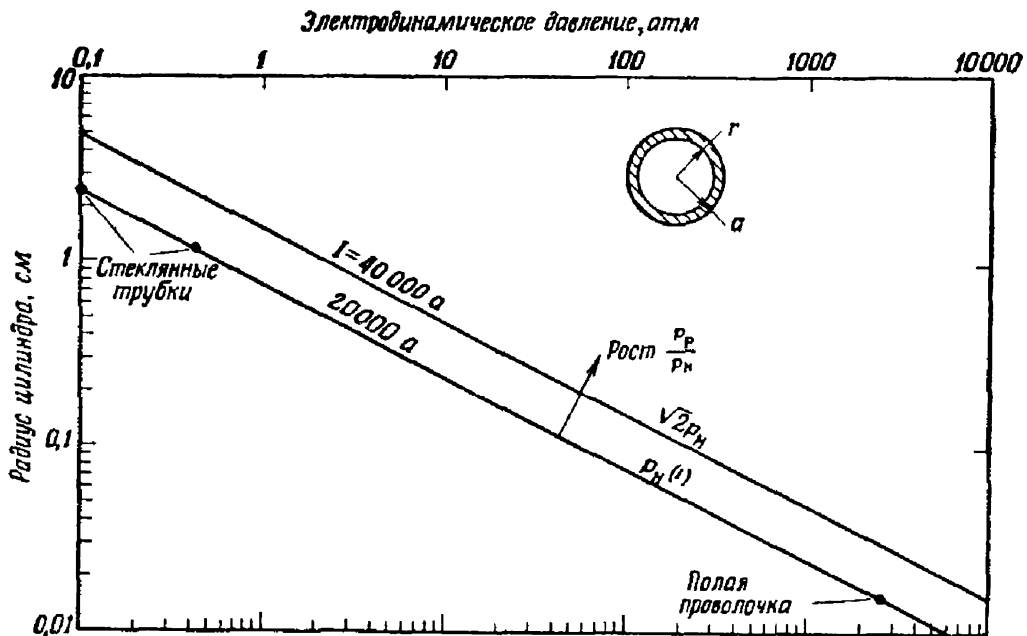 Электродинамическое давление, атм
0,1 1 10 100 1000 10000
10
1
0,1
0,01
Радиус цилиндра, см
r
a
Стеклянные
трубки
I=40 000 а
20000 а
Рост Pр/Pн
√2pн
pн (r)
Полая
проволочка